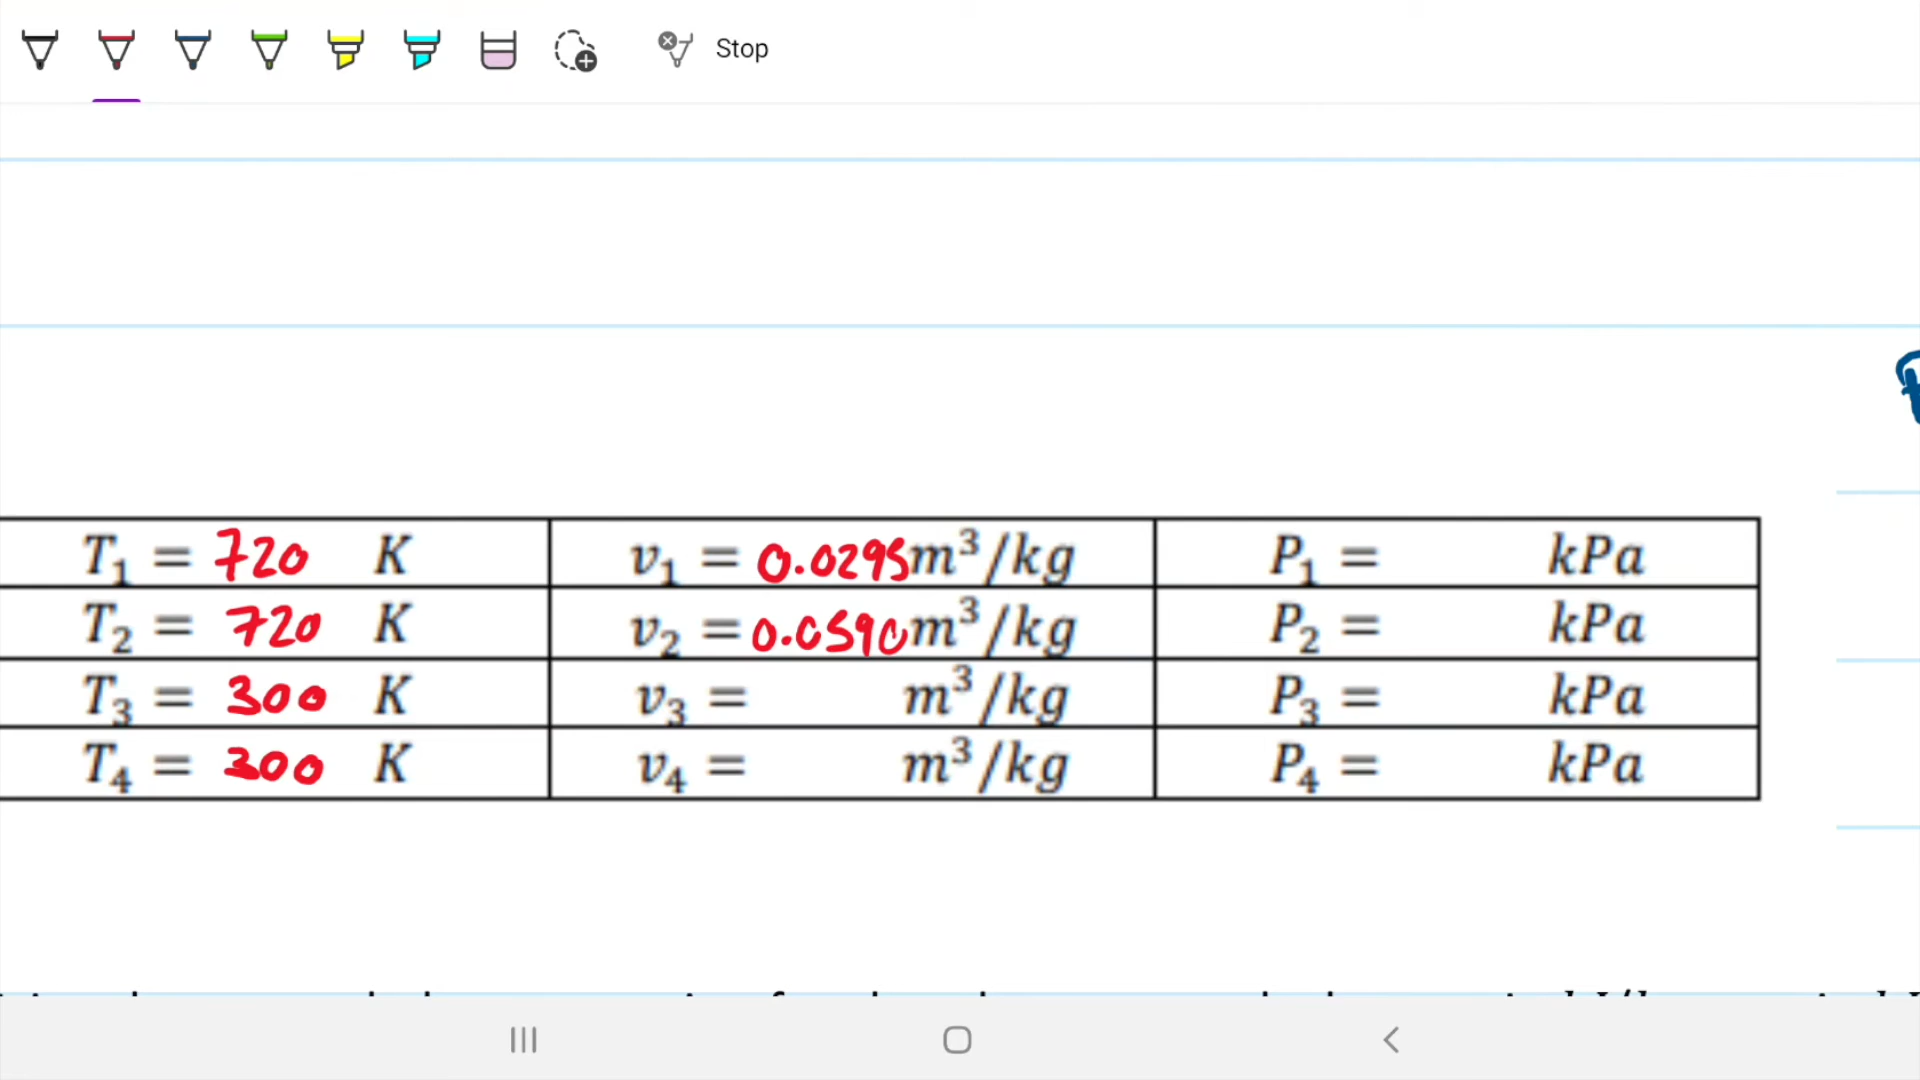 Stop
T₁ = 720 K v₁ = 0.0295 m³/kg P₁ = kPa
T₂ = 720 K v₂ = 0.0590 m³/kg P₂ = kPa
T₃ = 300 K v₃ = m³/kg P₃ = kPa
T₄ = 300 K v₄ = m³/kg P₄ = kPa